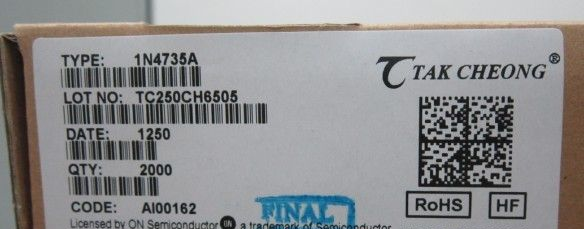 TYPE: 1N4735A
TAK CHEONG®
LOT NO: TC250CH6505
DATE: 1250
QTY: 2000
CODE: AI00162
RoHS HF
FINAL
Licensed by ON Semiconductor ON a trademark of Semiconductor